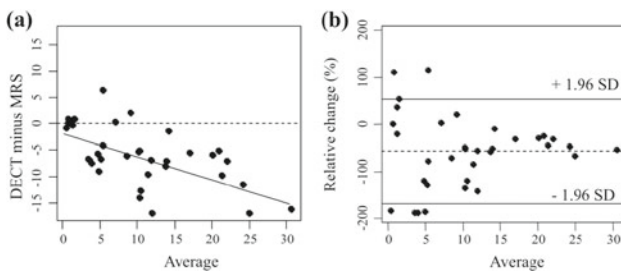 (a)
DECT minus MRS
15
10
5
0
-5
-10
-15
0 5 10 15 20 25 30
Average
(b)
Relative change (%)
200
100
0
-100
-200
+ 1.96 SD
- 1.96 SD
0 5 10 15 20 25 30
Average